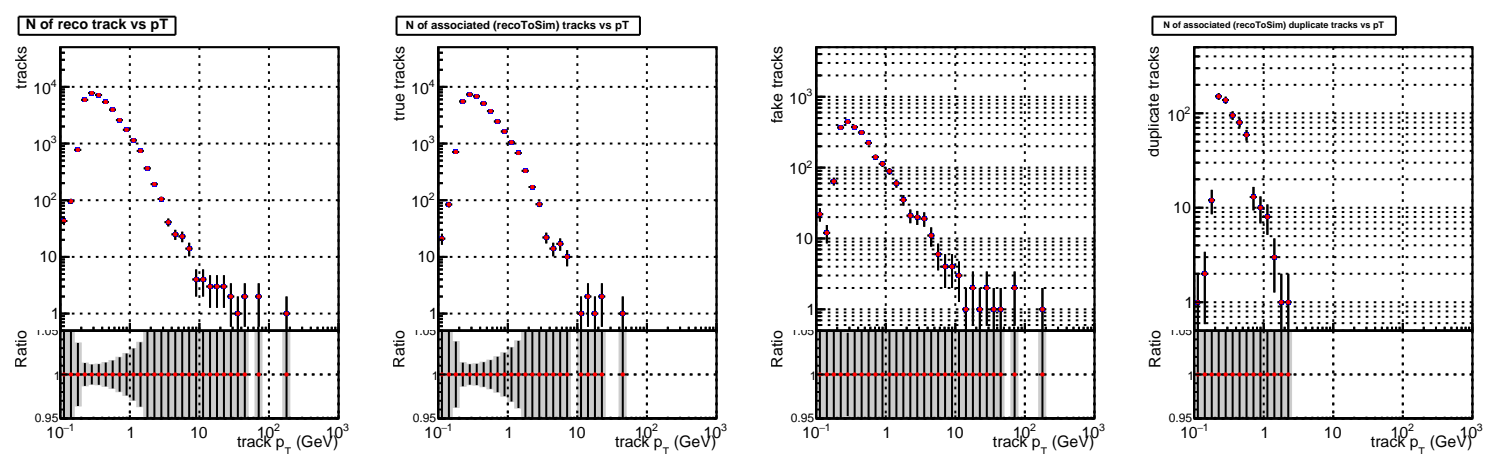 N of reco track vs pT
tracks
10^4
10^3
10^2
10
1
Ratio
1.05
1
0.95
10^-1 1 10 10^2 10^3
track p_T (GeV)
N of associated (recoToSim) tracks vs pT
true tracks
10^4
10^3
10^2
10
1
Ratio
1.05
1
0.95
10^-1 1 10 10^2 10^3
track p_T (GeV)
fake tracks
10^3
10^2
10
1
Ratio
1.05
1
0.95
10^-1 1 10 10^2 10^3
track p_T (GeV)
N of associated (recoToSim) duplicate tracks vs pT
duplicate tracks
10^2
10
1
Ratio
1.05
1
0.95
10^-1 1 10 10^2 10^3
track p_T (GeV)